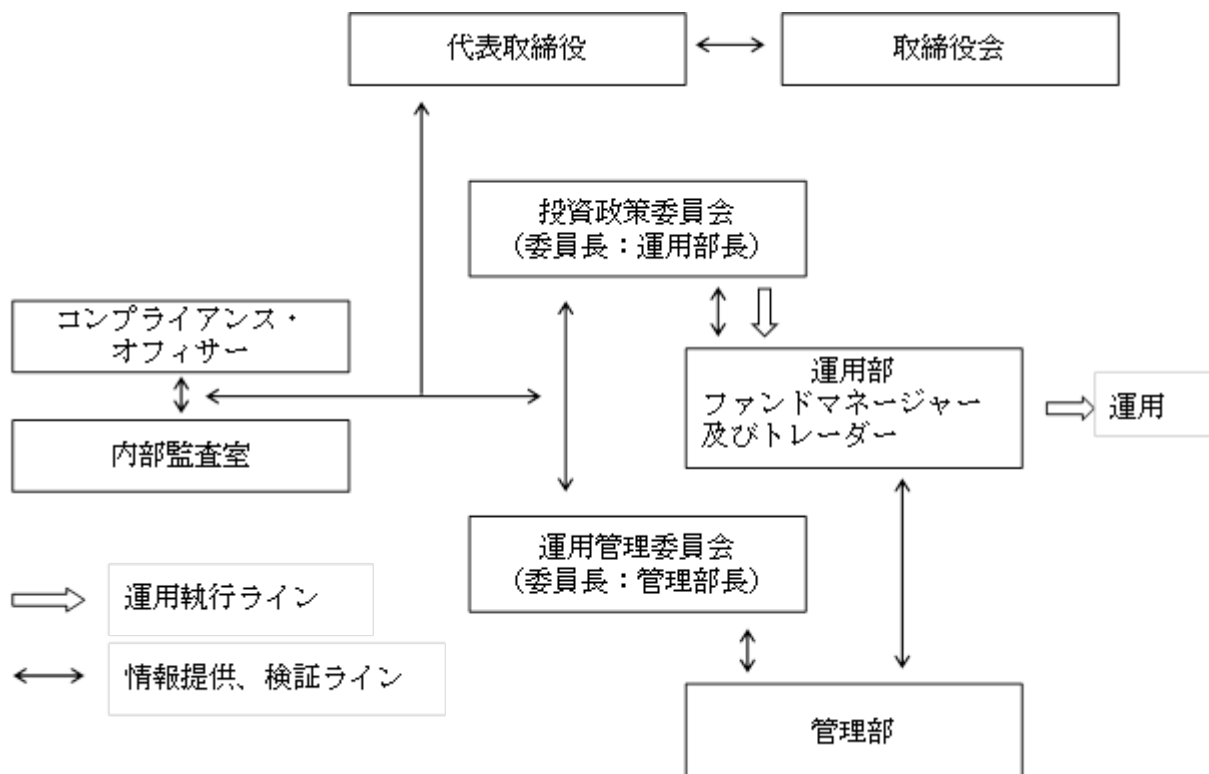 代表取締役
取締役会
投資政策委員会
（委員長：運用部長）
コンプライアンス・
オフィサー
運用部
ファンドマネージャー
及びトレーダー
運用
内部監査室
運用管理委員会
（委員長：管理部長）
運用執行ライン
情報提供、検証ライン
管理部